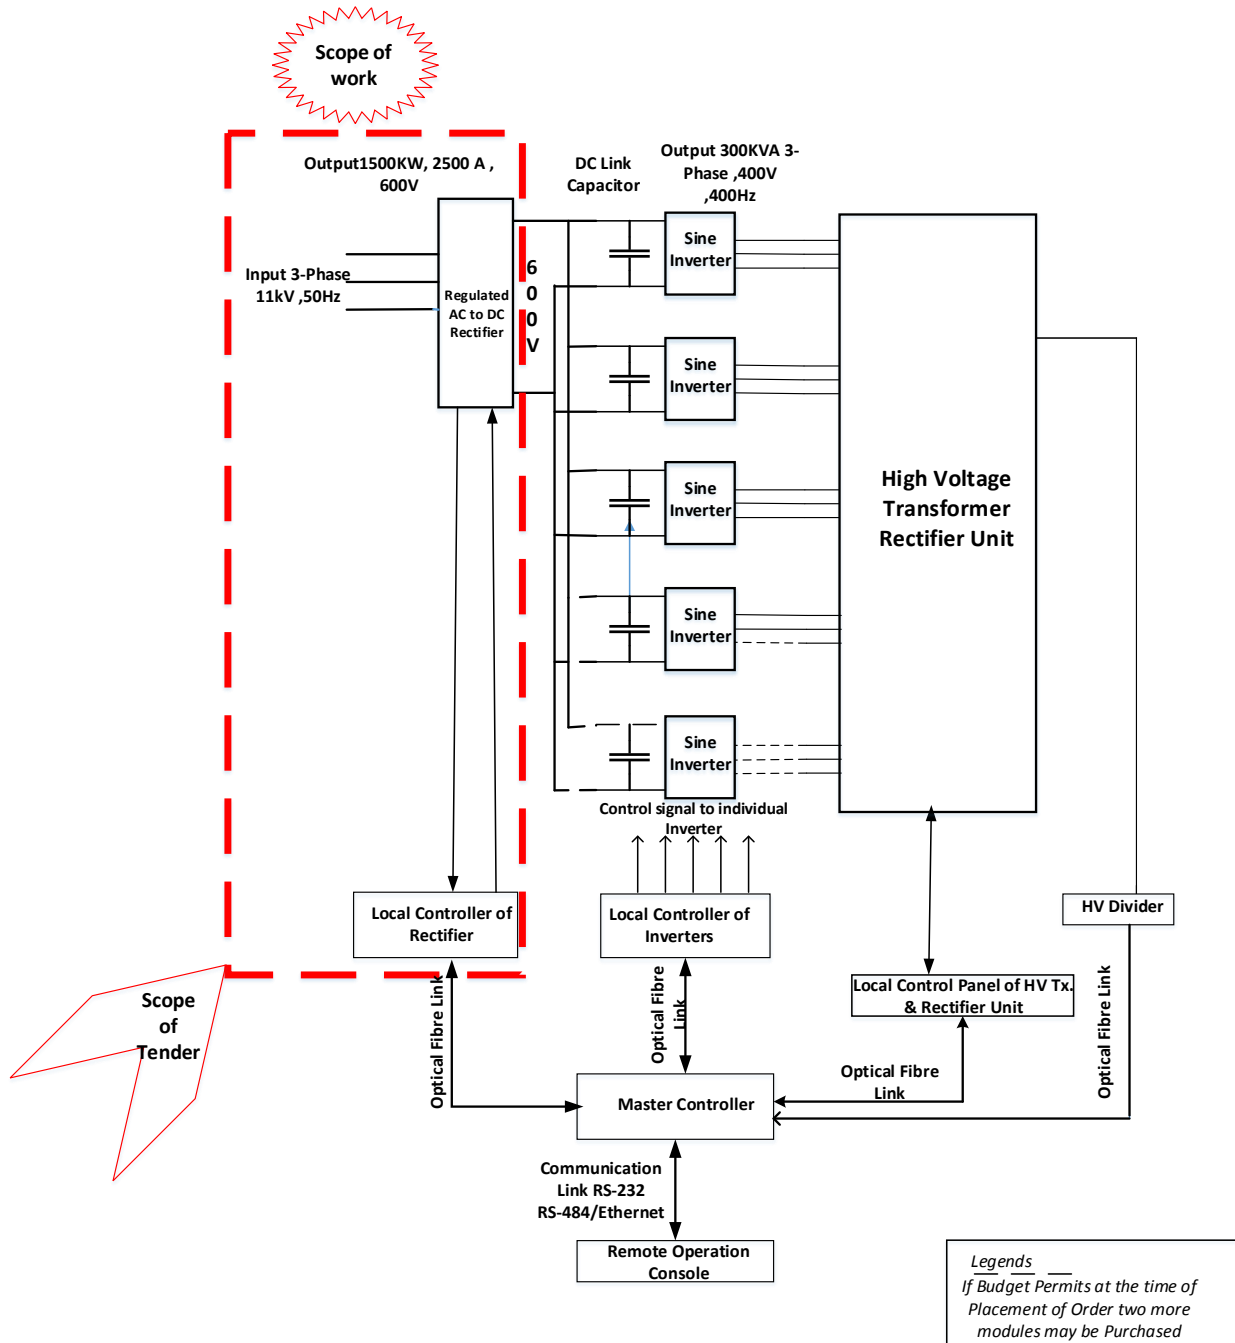 Scope of
work
Output1500KW, 2500 A ,
600V
DC Link
Capacitor
Output 300KVA 3-
Phase ,400V
,400Hz
Input 3-Phase
11kV ,50Hz
Regulated
AC to DC
Rectifier
6
0
0
V
Sine
Inverter
Sine
Inverter
Sine
Inverter
Sine
Inverter
Sine
Inverter
High Voltage
Transformer
Rectifier Unit
Control signal to individual
Inverter
Local Controller of
Rectifier
Local Controller of
Inverters
HV Divider
Local Control Panel of HV Tx.
& Rectifier Unit
Scope
of
Tender
Optical Fibre Link
Optical Fibre
Link
Optical Fibre
Link
Optical Fibre Link
Master Controller
Communication
Link RS-232
RS-484/Ethernet
Remote Operation
Console
Legends
If Budget Permits at the time of
Placement of Order two more
modules may be Purchased